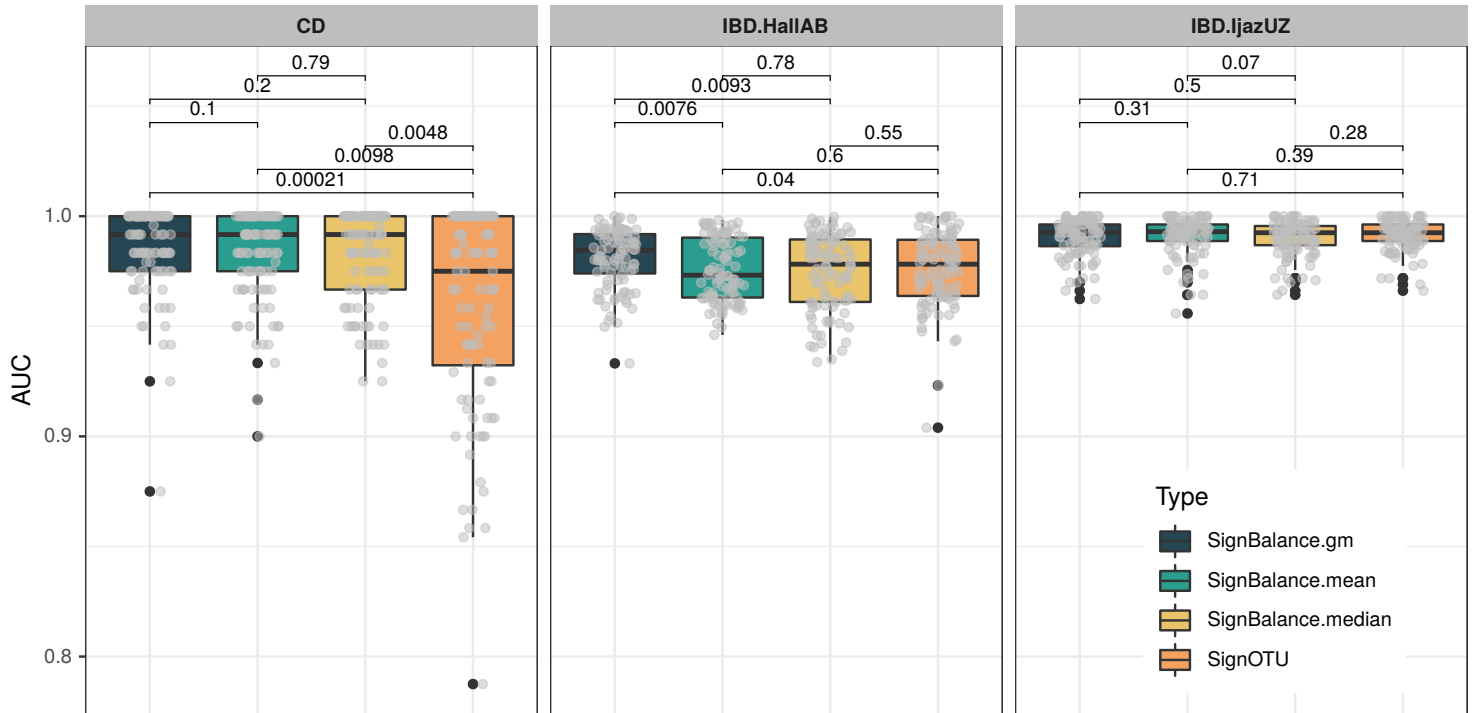 CD
IBD.HallAB
IBD.IjazUZ
0.79
0.2
0.1
0.0048
0.0098
0.00021
0.78
0.0093
0.0076
0.55
0.6
0.04
0.07
0.5
0.31
0.28
0.39
0.71
AUC
1.0
0.9
0.8
Type
SignBalance.gm
SignBalance.mean
SignBalance.median
SignOTU